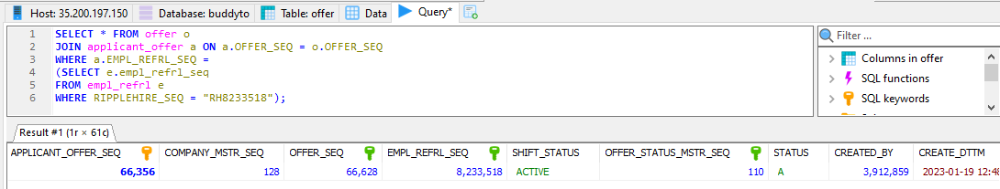 Host: 35.200.197.150 Database: buddyto Table: offer Data Query*
1 SELECT * FROM offer o
2 JOIN applicant_offer a ON a.OFFER_SEQ = o.OFFER_SEQ
3 WHERE a.EMPL_REFRL_SEQ =
4 (SELECT e.empl_refrl_seq
5 FROM empl_refrl e
6 WHERE RIPPLEHIRE_SEQ = "RH8233518");
Filter ...
Columns in offer
SQL functions
SQL keywords
Result #1 (1r × 61c)
APPLICANT_OFFER_SEQ COMPANY_MSTR_SEQ OFFER_SEQ EMPL_REFRL_SEQ SHIFT_STATUS OFFER_STATUS_MSTR_SEQ STATUS CREATED_BY CREATE_DTTM
66,356 128 66,628 8,233,518 ACTIVE 110 A 3,912,859 2023-01-19 12:48